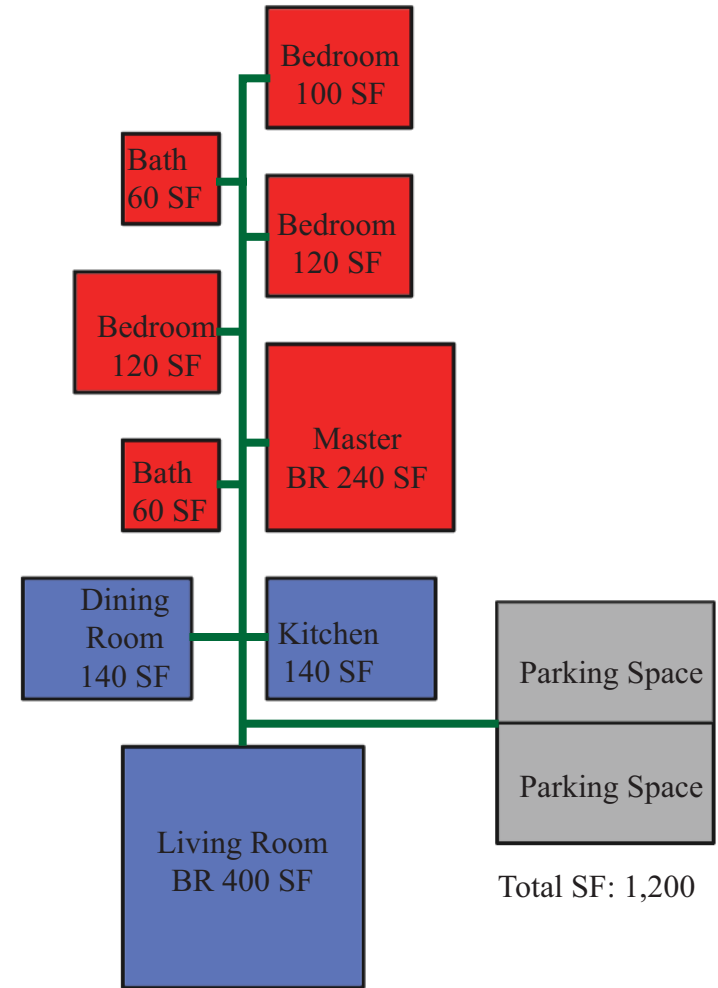 Bedroom
100 SF
Bath
60 SF
Bedroom
120 SF
Bedroom
120 SF
Master
BR 240 SF
Bath
60 SF
Dining
Room
140 SF
Kitchen
140 SF
Parking Space
Parking Space
Living Room
BR 400 SF
Total SF: 1,200